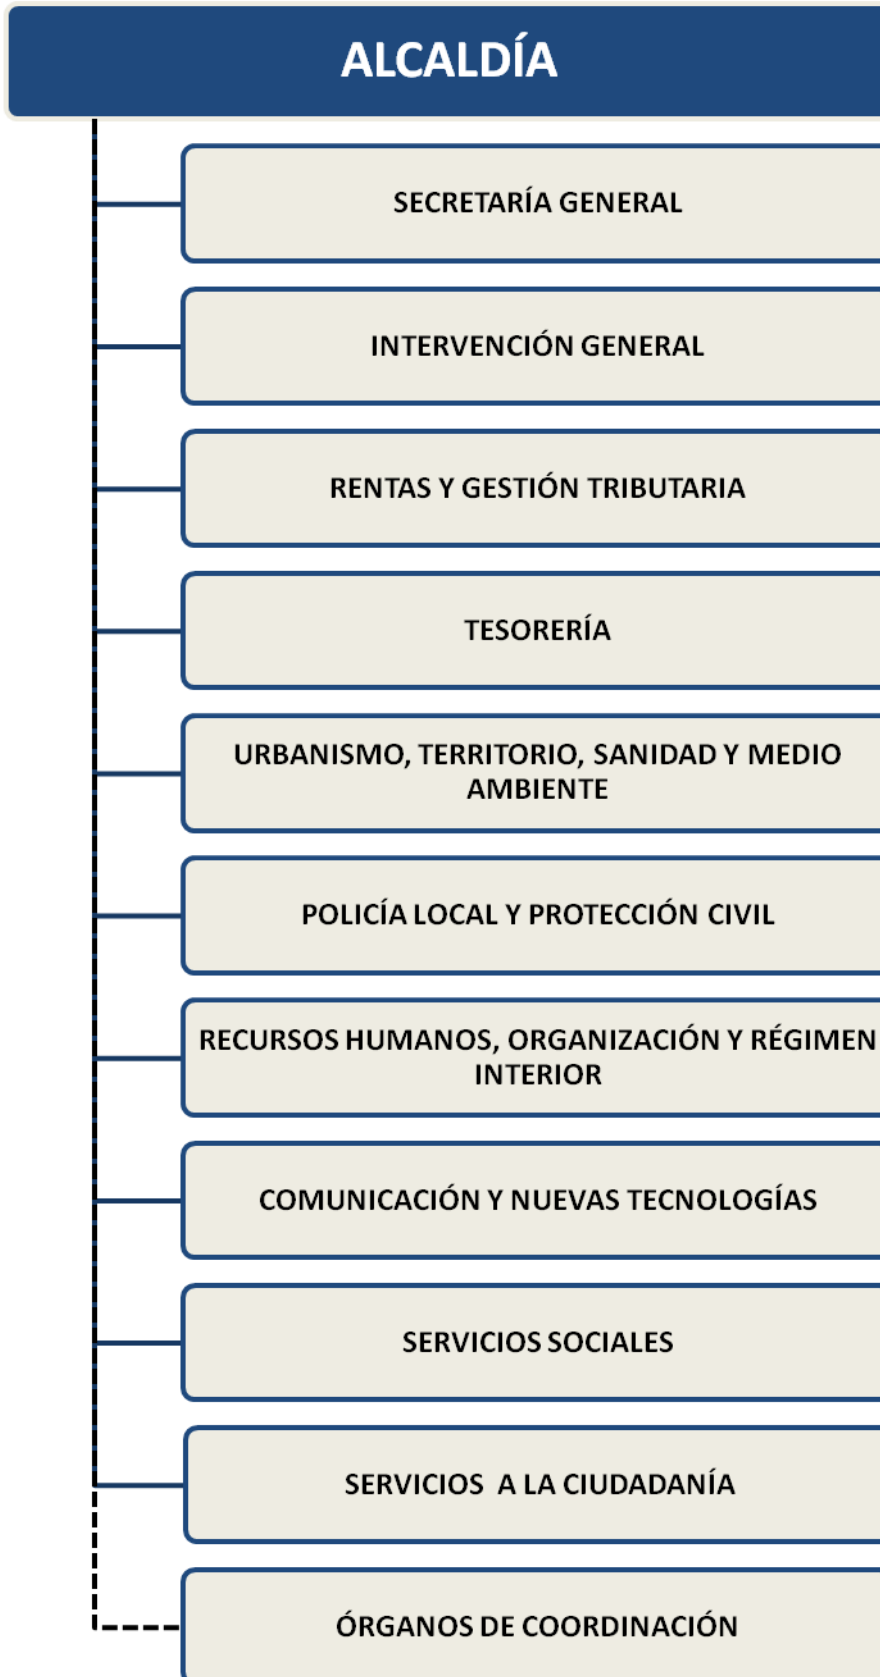 ALCALDÍA
SECRETARÍA GENERAL
INTERVENCIÓN GENERAL
RENTAS Y GESTIÓN TRIBUTARIA
TESORERÍA
URBANISMO, TERRITORIO, SANIDAD Y MEDIO
AMBIENTE
POLICÍA LOCAL Y PROTECCIÓN CIVIL
RECURSOS HUMANOS, ORGANIZACIÓN Y RÉGIMEN
INTERIOR
COMUNICACIÓN Y NUEVAS TECNOLOGÍAS
SERVICIOS SOCIALES
SERVICIOS A LA CIUDADANÍA
ÓRGANOS DE COORDINACIÓN